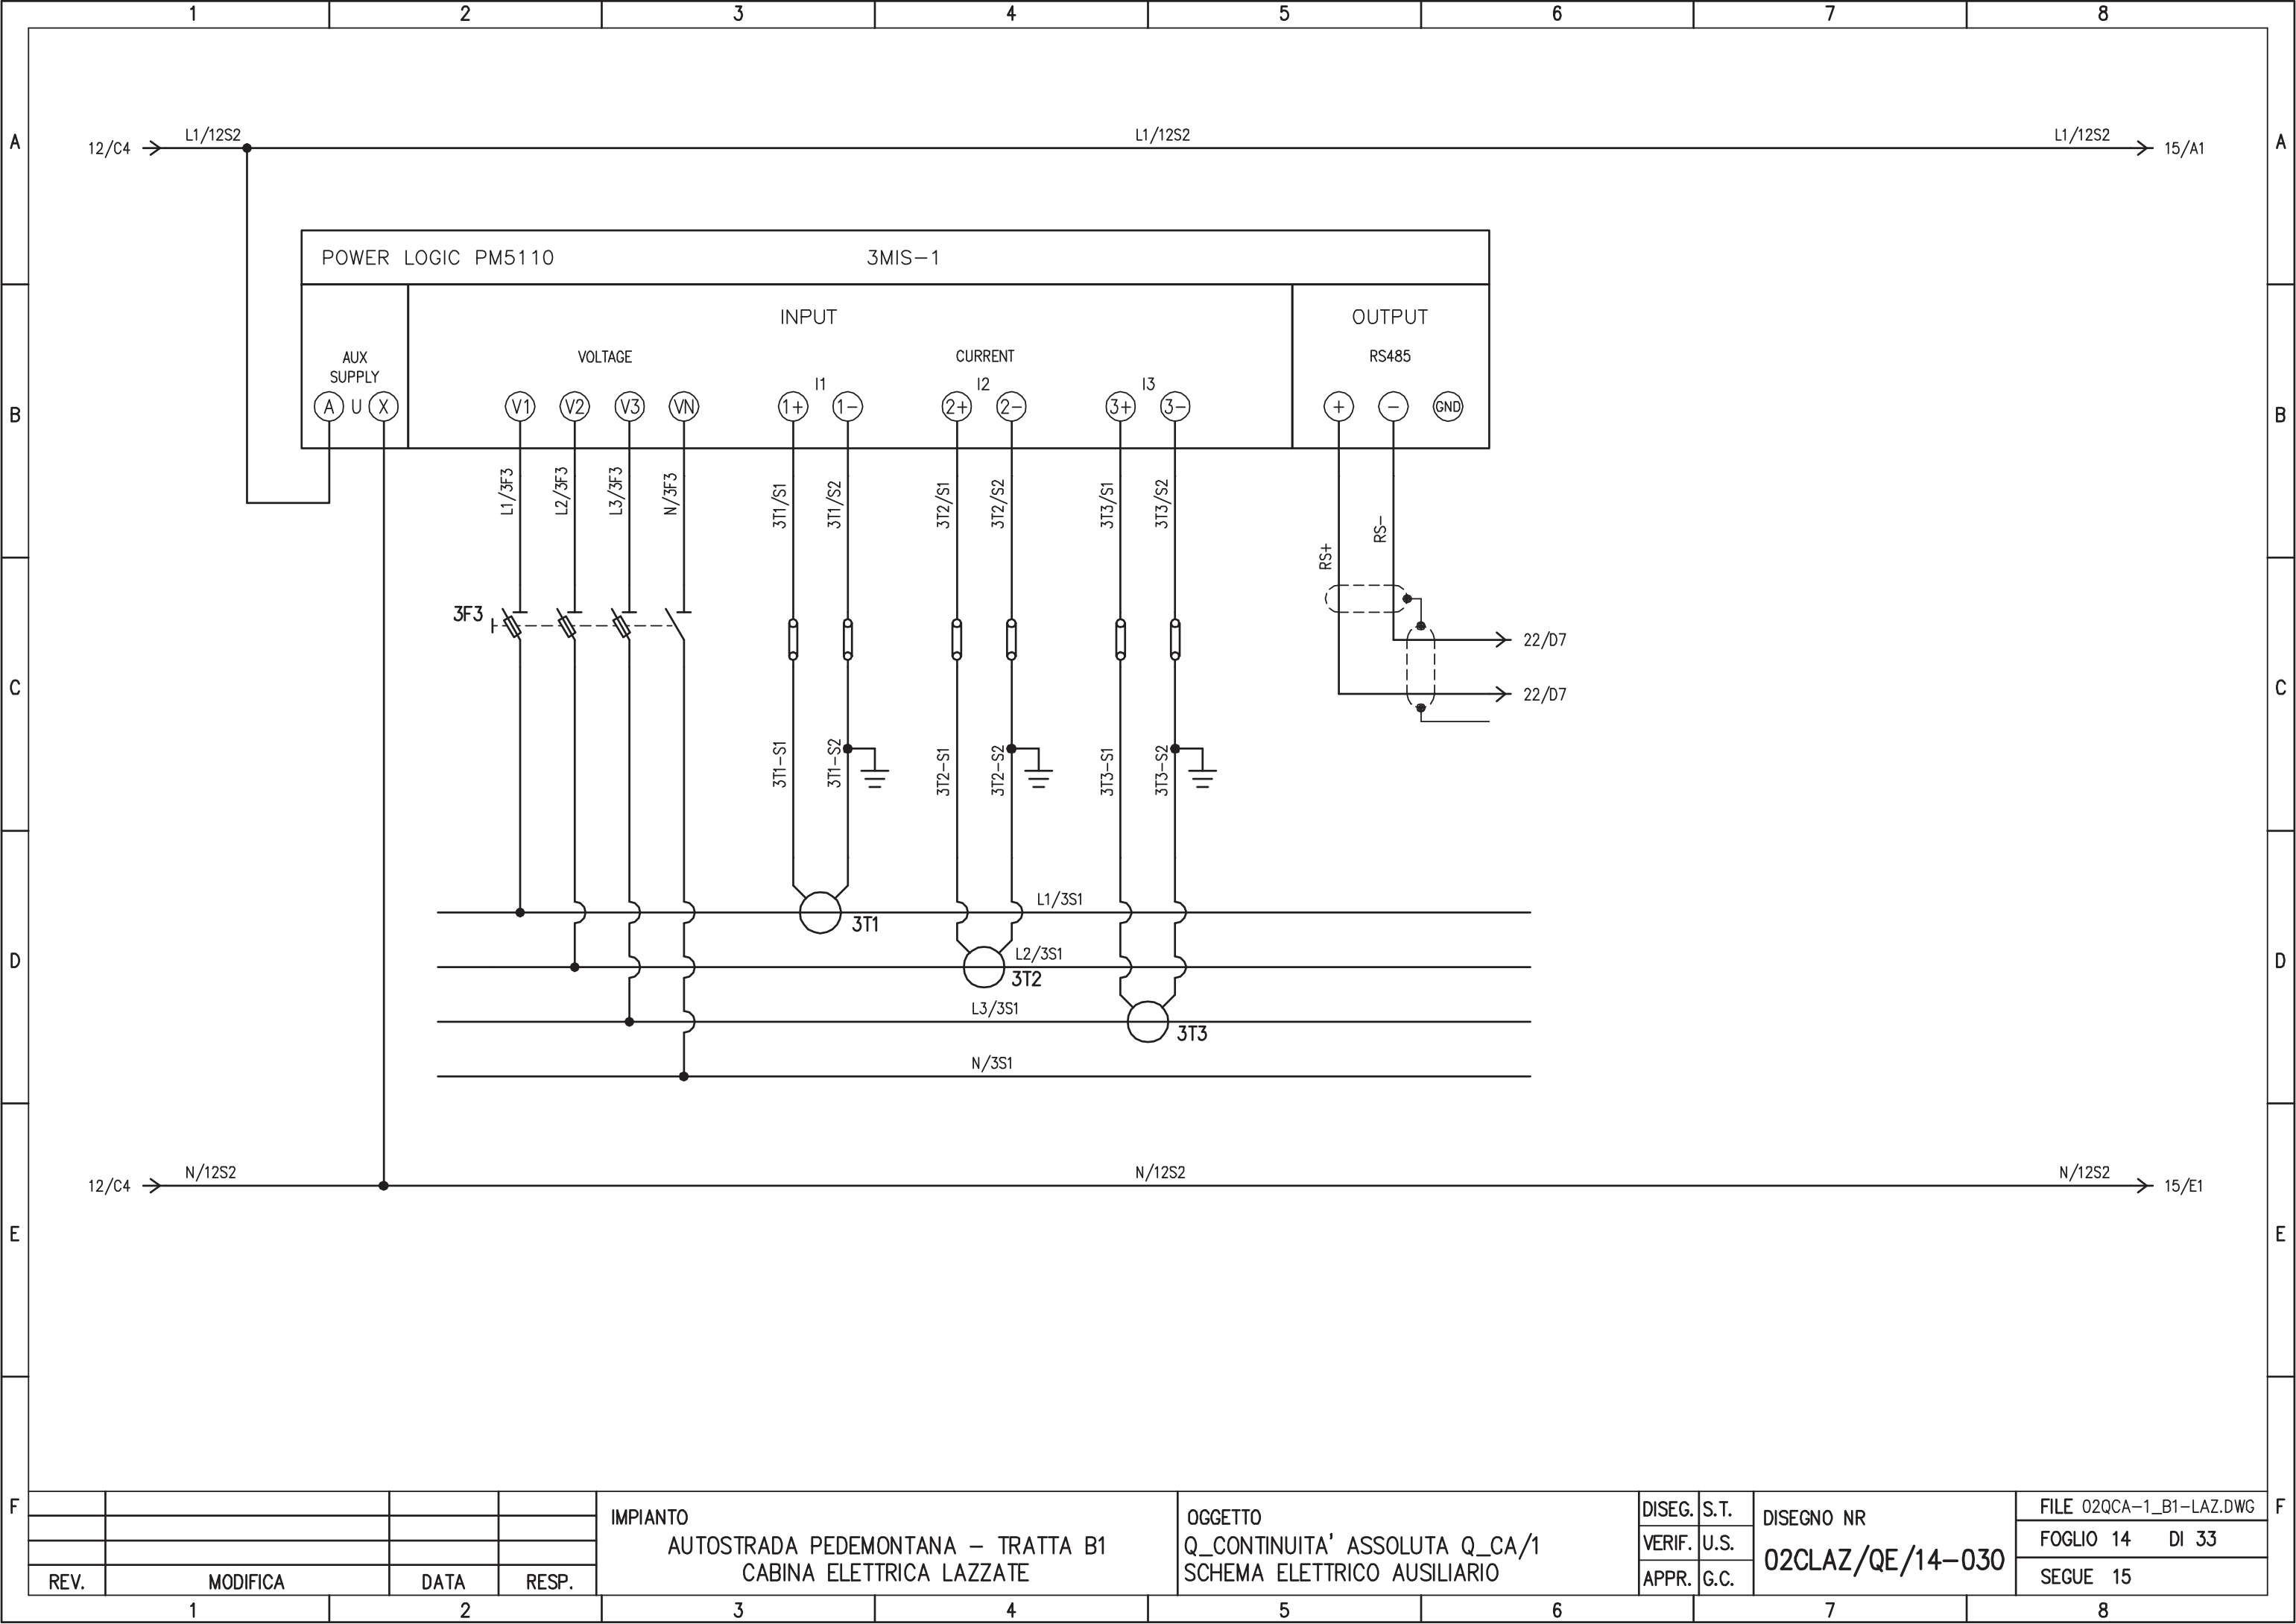 1 2 3 4 5 6 7 8
A
A
L1/12S2
L1/12S2
L1/12S2
12/C4
15/A1
POWER LOGIC PM5110
3MIS-1
INPUT
OUTPUT
AUX
SUPPLY
VOLTAGE
CURRENT
RS485
I1
I2
I3
A U X
V1 V2 V3 VN
1+ 1-
2+ 2-
3+ 3-
+ - GND
B
B
L1/3F3
L2/3F3
L3/3F3
N/3F3
3T1/S1
3T1/S2
3T2/S1
3T2/S2
3T3/S1
3T3/S2
RS+
RS-
3F3
22/D7
22/D7
C
C
3T1-S1
3T1-S2
3T2-S1
3T2-S2
3T3-S1
3T3-S2
L1/3S1
3T1
L2/3S1
3T2
D
D
L3/3S1
3T3
N/3S1
N/12S2
N/12S2
N/12S2
12/C4
15/E1
E
E
F
F
REV.
MODIFICA
DATA
RESP.
IMPIANTO
AUTOSTRADA PEDEMONTANA - TRATTA B1
CABINA ELETTRICA LAZZATE
OGGETTO
Q_CONTINUITA' ASSOLUTA Q_CA/1
SCHEMA ELETTRICO AUSILIARIO
DISEG. S.T.
VERIF. U.S.
APPR. G.C.
DISEGNO NR
02CLAZ/QE/14-030
FILE 02QCA-1_B1-LAZ.DWG
FOGLIO 14 DI 33
SEGUE 15
1 2 3 4 5 6 7 8